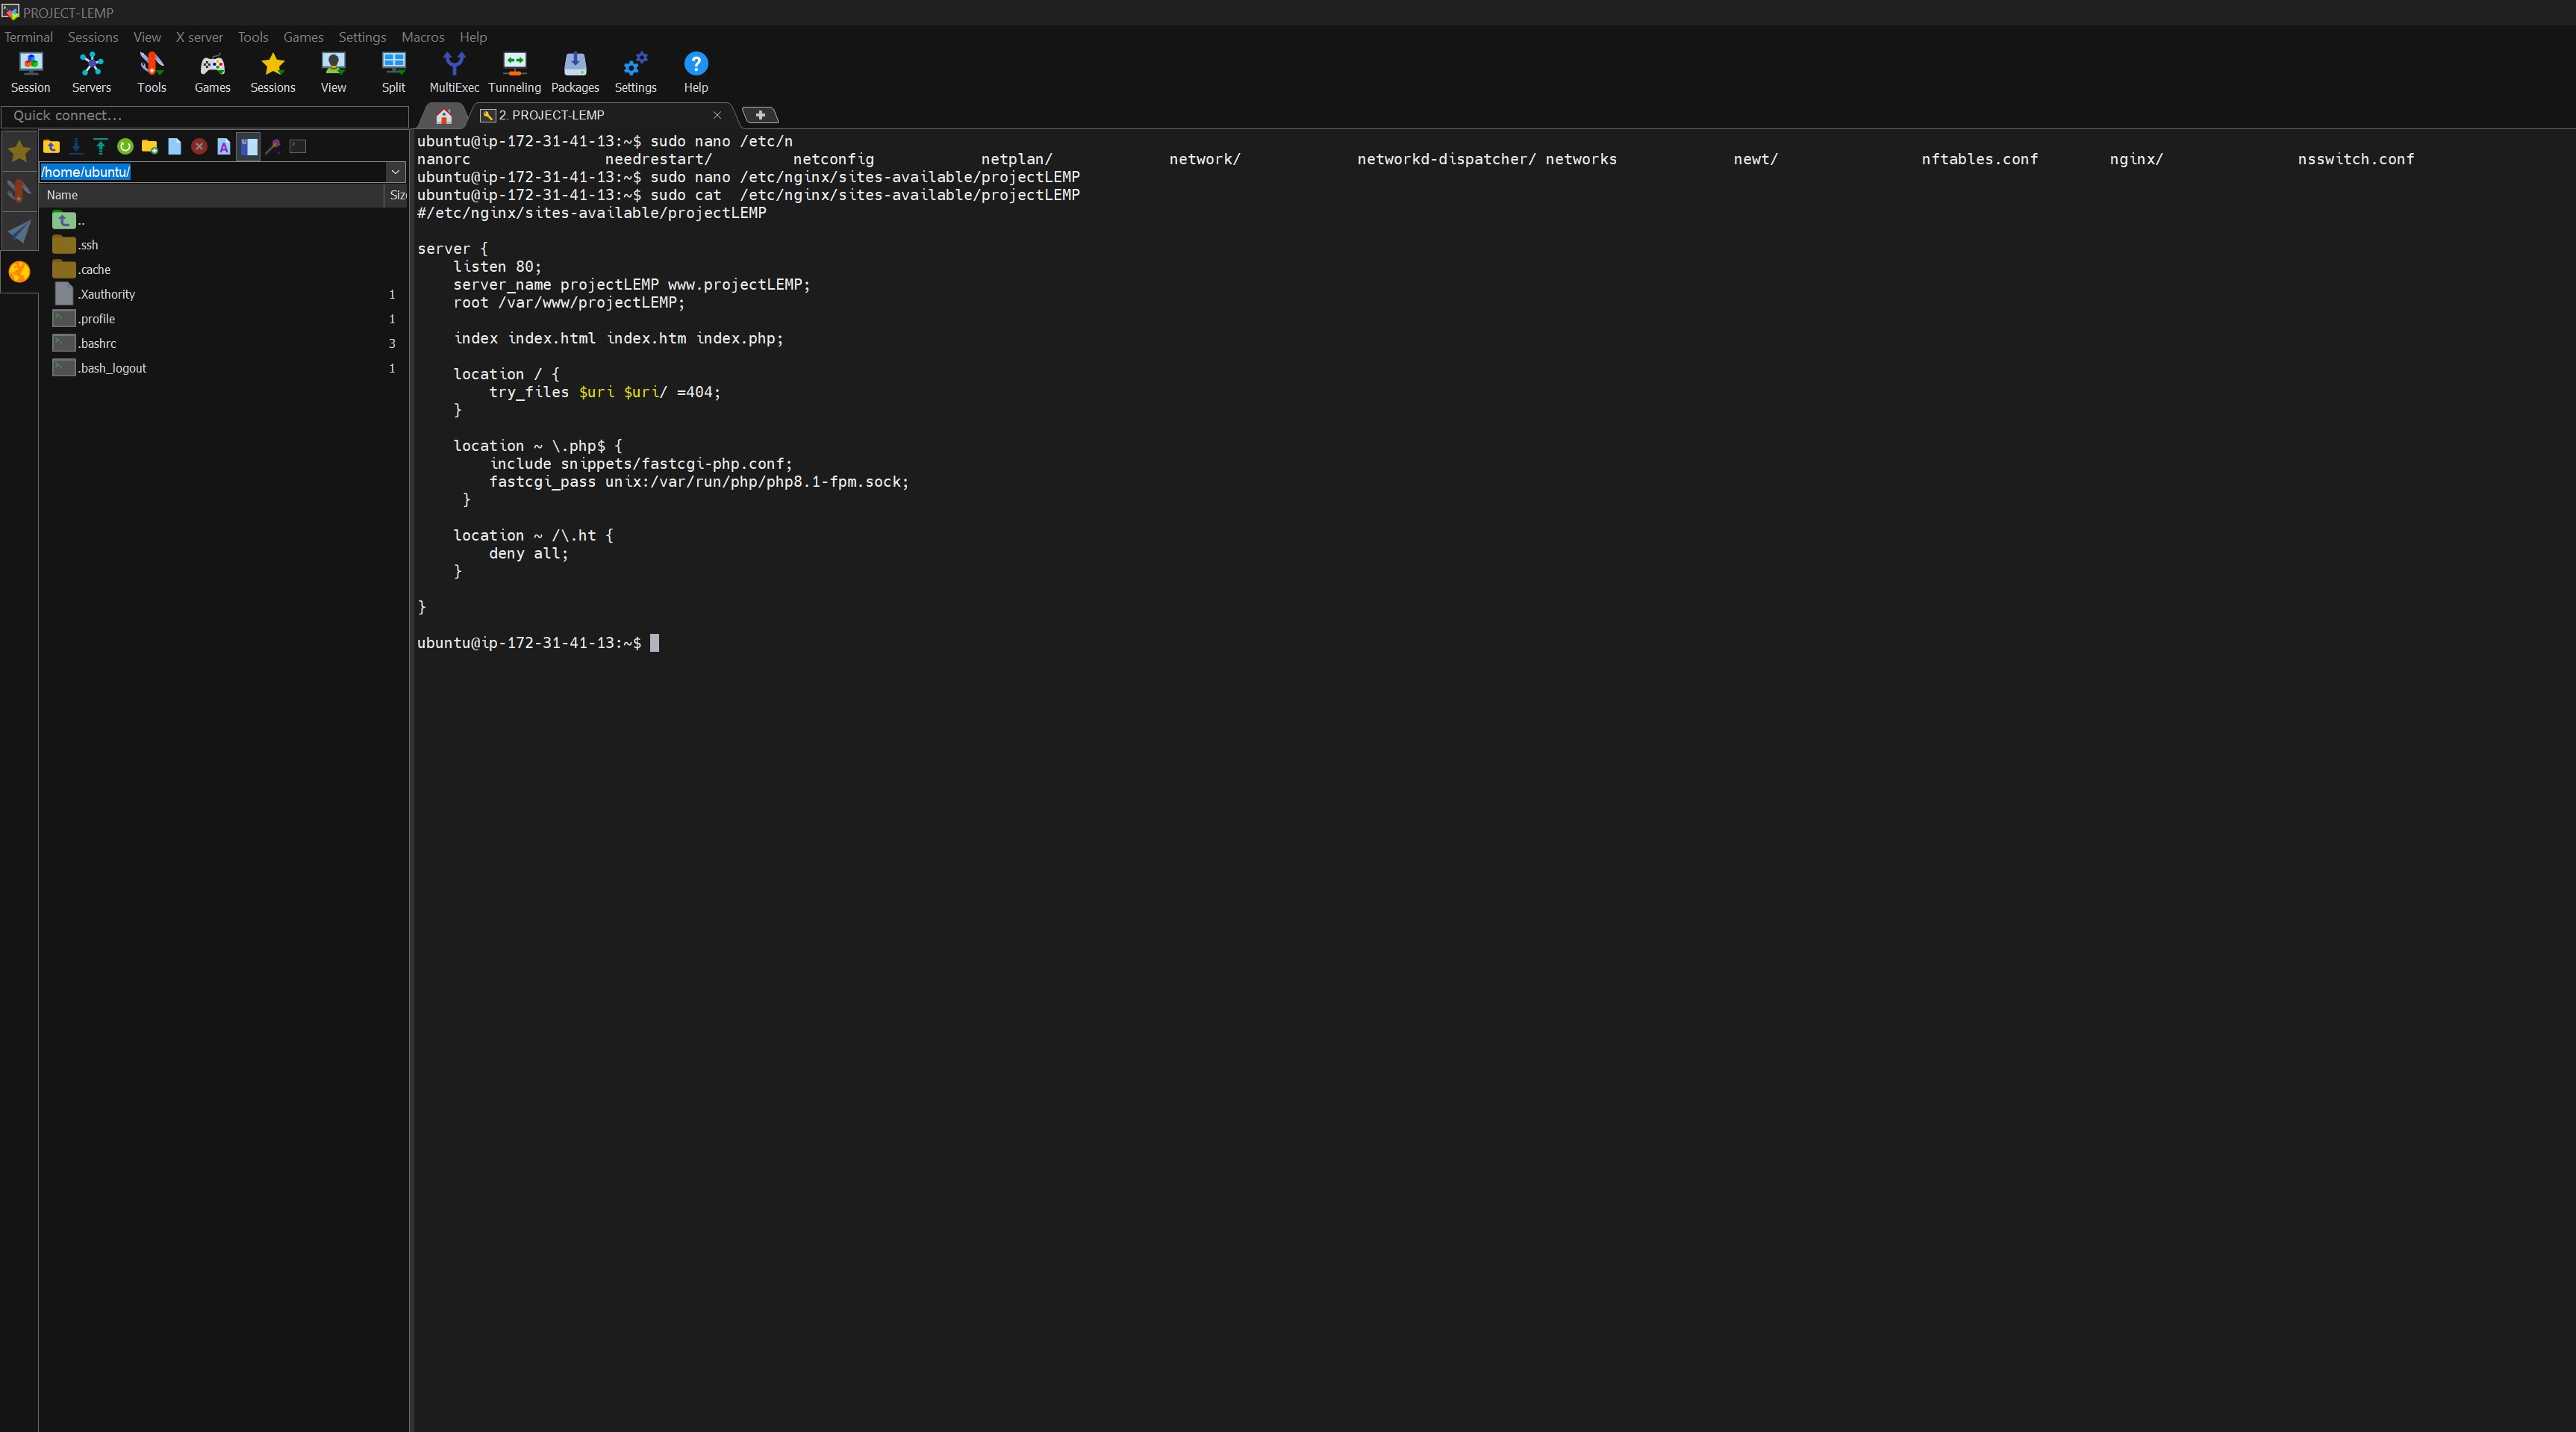 PROJECT-LEMP
Terminal Sessions View X server Tools Games Settings Macros Help
Session Servers Tools Games Sessions View Split MultiExec Tunneling Packages Settings Help
Quick connect...
2. PROJECT-LEMP
/home/ubuntu/
Name Siz
..
.ssh
.cache
.Xauthority 1
.profile 1
.bashrc 3
.bash_logout 1
ubuntu@ip-172-31-41-13:~$ sudo nano /etc/n
nanorc needrestart/ netconfig netplan/ network/ networkd-dispatcher/ networks newt/ nftables.conf nginx/ nsswitch.conf
ubuntu@ip-172-31-41-13:~$ sudo nano /etc/nginx/sites-available/projectLEMP
ubuntu@ip-172-31-41-13:~$ sudo cat  /etc/nginx/sites-available/projectLEMP
#/etc/nginx/sites-available/projectLEMP
server {
    listen 80;
    server_name projectLEMP www.projectLEMP;
    root /var/www/projectLEMP;
    index index.html index.htm index.php;
    location / {
        try_files $uri $uri/ =404;
    }
    location ~ \.php$ {
        include snippets/fastcgi-php.conf;
        fastcgi_pass unix:/var/run/php/php8.1-fpm.sock;
     }
    location ~ /\.ht {
        deny all;
    }
}
ubuntu@ip-172-31-41-13:~$